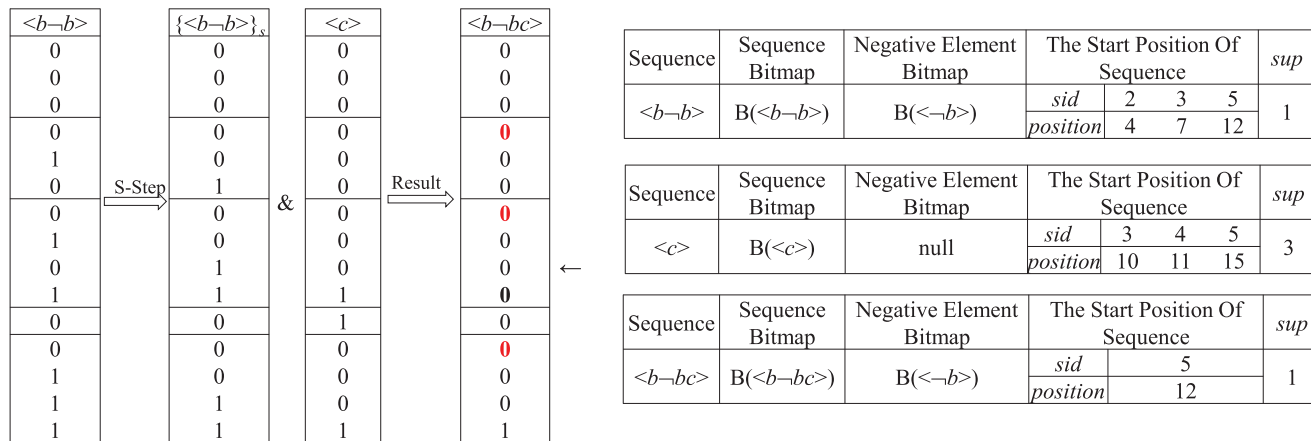 <b¬b> {<b¬b>}s <c> <b¬bc>
0 0 0 0
0 0 0 0
0 0 0 0
0 0 0 0
1 0 0 0
0 1 0 0
S-Step & Result
0 0 0 0
1 0 0 0
0 1 0 0
←
1 1 1 0
0 0 1 0
0 0 0 0
1 0 0 0
1 1 0 0
1 1 1 1
Sequence Sequence Bitmap Negative Element Bitmap The Start Position Of Sequence sup
<b¬b> B(<b¬b>) B(<¬b>) sid 2 3 5 1
position 4 7 12
Sequence Sequence Bitmap Negative Element Bitmap The Start Position Of Sequence sup
<c> B(<c>) null sid 3 4 5 3
position 10 11 15
Sequence Sequence Bitmap Negative Element Bitmap The Start Position Of Sequence sup
<b¬bc> B(<b¬bc>) B(<¬b>) sid 5 1
position 12